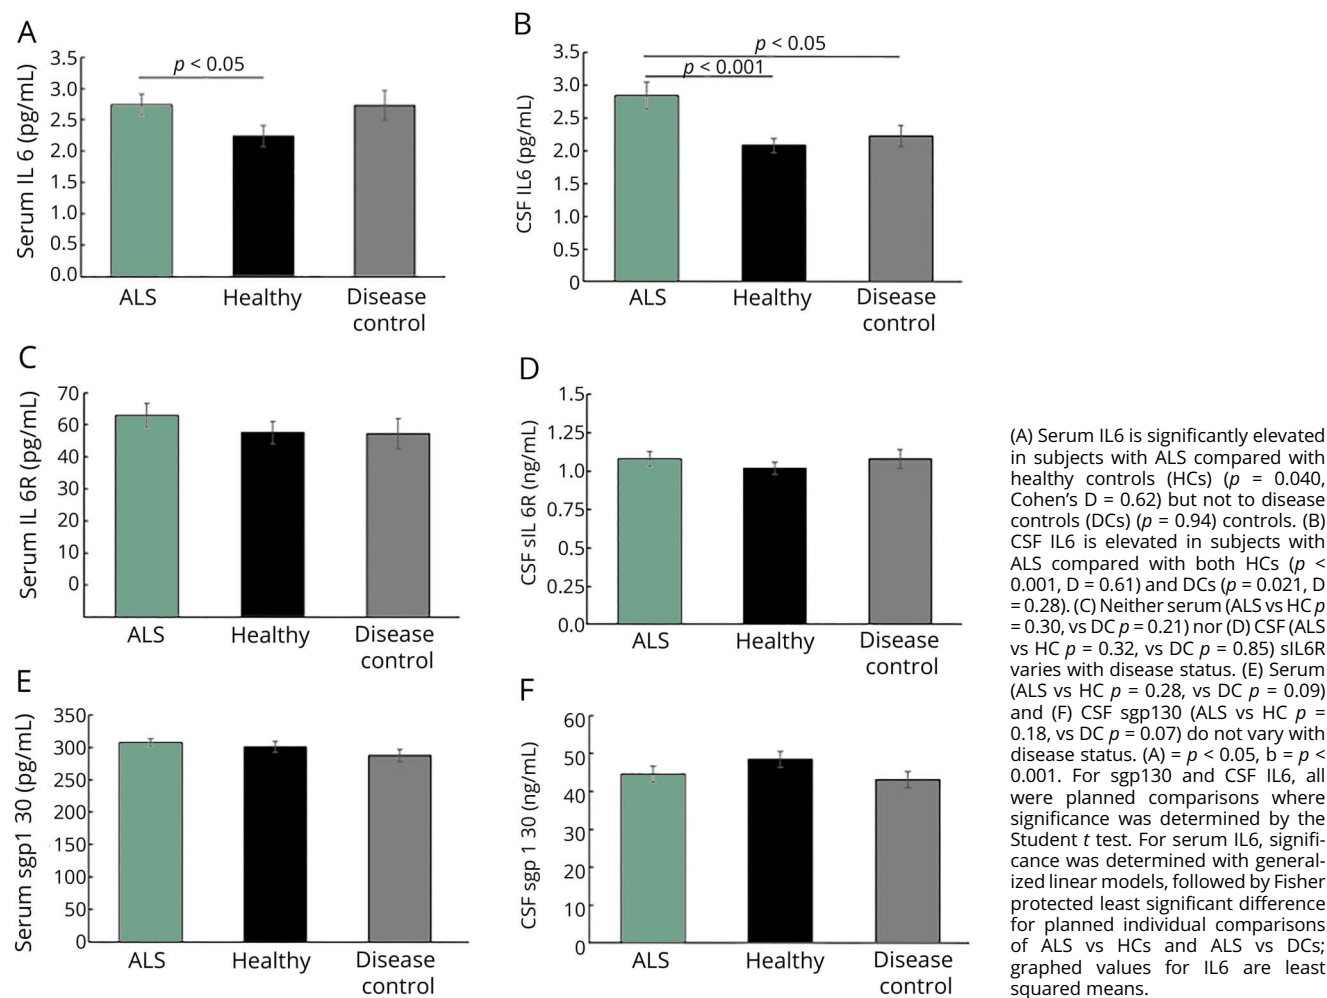 A
Serum IL 6 (pg/mL)
3.5
3.0
2.5
2.0
1.5
1.0
0.5
0.0
p < 0.05
ALS
Healthy
Disease
control
B
CSF IL6 (pg/mL)
3.5
3.0
2.5
2.0
1.5
1.0
0.5
0
p < 0.05
p < 0.001
ALS
Healthy
Disease
control
C
Serum IL 6R (pg/mL)
70
60
50
40
30
20
10
0
ALS
Healthy
Disease
control
D
CSF sIL 6R (ng/mL)
1.5
1.25
1.0
0.75
0.5
0.25
0.0
ALS
Healthy
Disease
control
E
Serum sgp1 30 (pg/mL)
350
300
250
200
150
100
50
0
ALS
Healthy
Disease
control
F
CSF sgp 1 30 (ng/mL)
60
50
40
30
20
10
0
ALS
Healthy
Disease
control
(A) Serum IL6 is significantly elevated
in subjects with ALS compared with
healthy controls (HCs) (p = 0.040,
Cohen's D = 0.62) but not to disease
controls (DCs) (p = 0.94) controls. (B)
CSF IL6 is elevated in subjects with
ALS compared with both HCs (p <
0.001, D = 0.61) and DCs (p = 0.021, D
= 0.28). (C) Neither serum (ALS vs HC p
= 0.30, vs DC p = 0.21) nor (D) CSF (ALS
vs HC p = 0.32, vs DC p = 0.85) sIL6R
varies with disease status. (E) Serum
(ALS vs HC p = 0.28, vs DC p = 0.09)
and (F) CSF sgp130 (ALS vs HC p =
0.18, vs DC p = 0.07) do not vary with
disease status. (A) = p < 0.05, b = p <
0.001. For sgp130 and CSF IL6, all
were planned comparisons where
significance was determined by the
Student t test. For serum IL6, signifi-
cance was determined with general-
ized linear models, followed by Fisher
protected least significant difference
for planned individual comparisons
of ALS vs HCs and ALS vs DCs;
graphed values for IL6 are least
squared means.